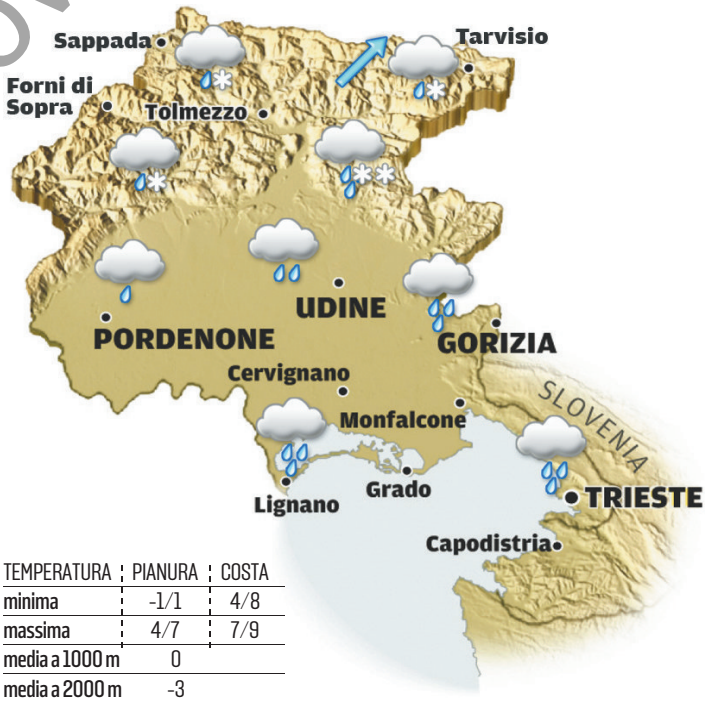 Sappada
Tarvisio
Forni di
Sopra
Tolmezzo
UDINE
PORDENONE
GORIZIA
Cervignano
SLOVENIA
Monfalcone
Grado
Lignano
TRIESTE
Capodistria
TEMPERATURA PIANURA COSTA
minima -1/1 4/8
massima 4/7 7/9
media a 1000 m 0
media a 2000 m -3